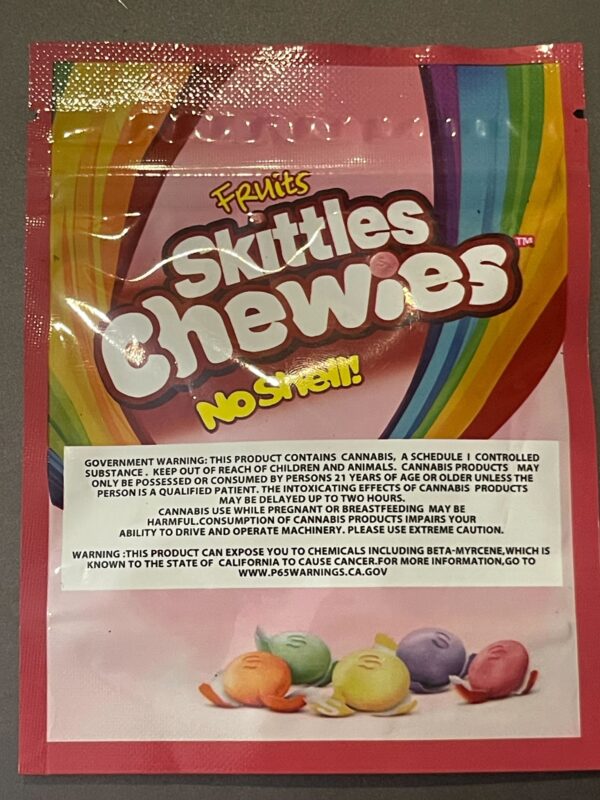 FRUITS
Skittles
Chewies™
No Shell!
GOVERNMENT WARNING: THIS PRODUCT CONTAINS CANNABIS, A SCHEDULE I CONTROLLED
SUBSTANCE . KEEP OUT OF REACH OF CHILDREN AND ANIMALS. CANNABIS PRODUCTS MAY
ONLY BE POSSESSED OR CONSUMED BY PERSONS 21 YEARS OF AGE OR OLDER UNLESS THE
PERSON IS A QUALIFIED PATIENT. THE INTOXICATING EFFECTS OF CANNABIS PRODUCTS
MAY BE DELAYED UP TO TWO HOURS.
CANNABIS USE WHILE PREGNANT OR BREASTFEEDING MAY BE
HARMFUL.CONSUMPTION OF CANNABIS PRODUCTS IMPAIRS YOUR
ABILITY TO DRIVE AND OPERATE MACHINERY. PLEASE USE EXTREME CAUTION.
WARNING :THIS PRODUCT CAN EXPOSE YOU TO CHEMICALS INCLUDING BETA-MYRCENE,WHICH IS
KNOWN TO THE STATE OF CALIFORNIA TO CAUSE CANCER.FOR MORE INFORMATION,GO TO
WWW.P65WARNINGS.CA.GOV
S S S S S